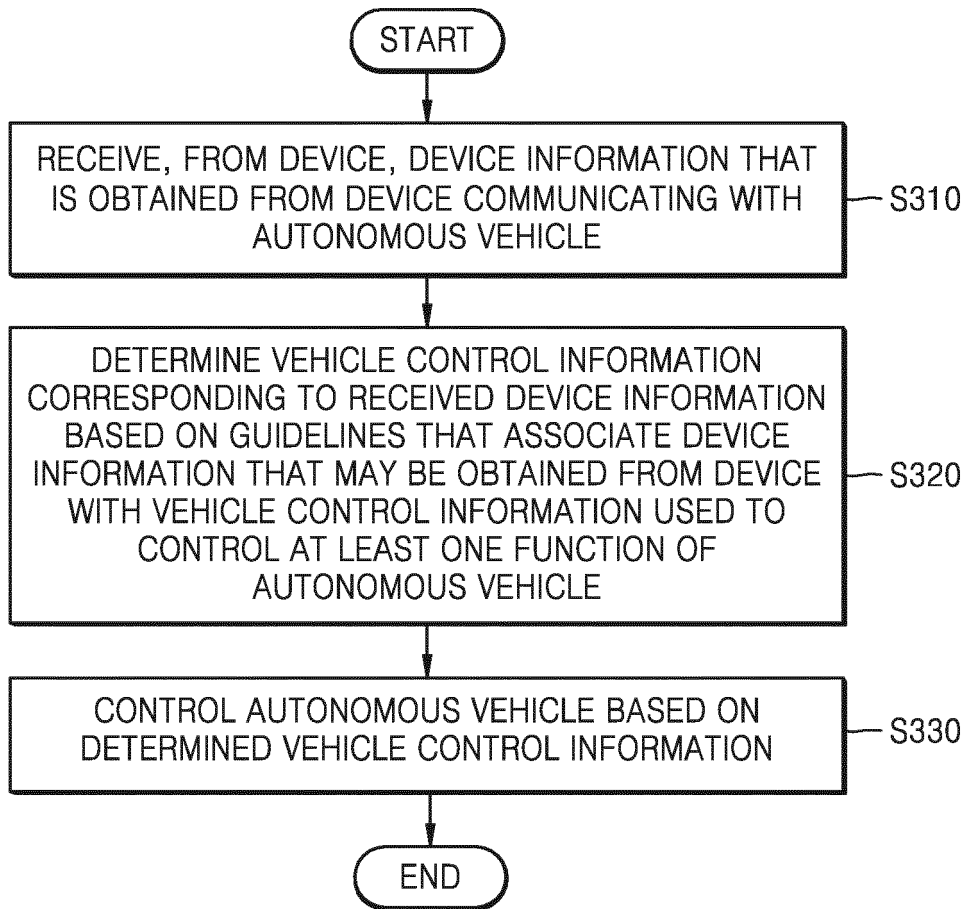 START
RECEIVE, FROM DEVICE, DEVICE INFORMATION THAT
IS OBTAINED FROM DEVICE COMMUNICATING WITH
AUTONOMOUS VEHICLE
S310
DETERMINE VEHICLE CONTROL INFORMATION
CORRESPONDING TO RECEIVED DEVICE INFORMATION
BASED ON GUIDELINES THAT ASSOCIATE DEVICE
INFORMATION THAT MAY BE OBTAINED FROM DEVICE
WITH VEHICLE CONTROL INFORMATION USED TO
CONTROL AT LEAST ONE FUNCTION OF
AUTONOMOUS VEHICLE
S320
CONTROL AUTONOMOUS VEHICLE BASED ON
DETERMINED VEHICLE CONTROL INFORMATION
S330
END